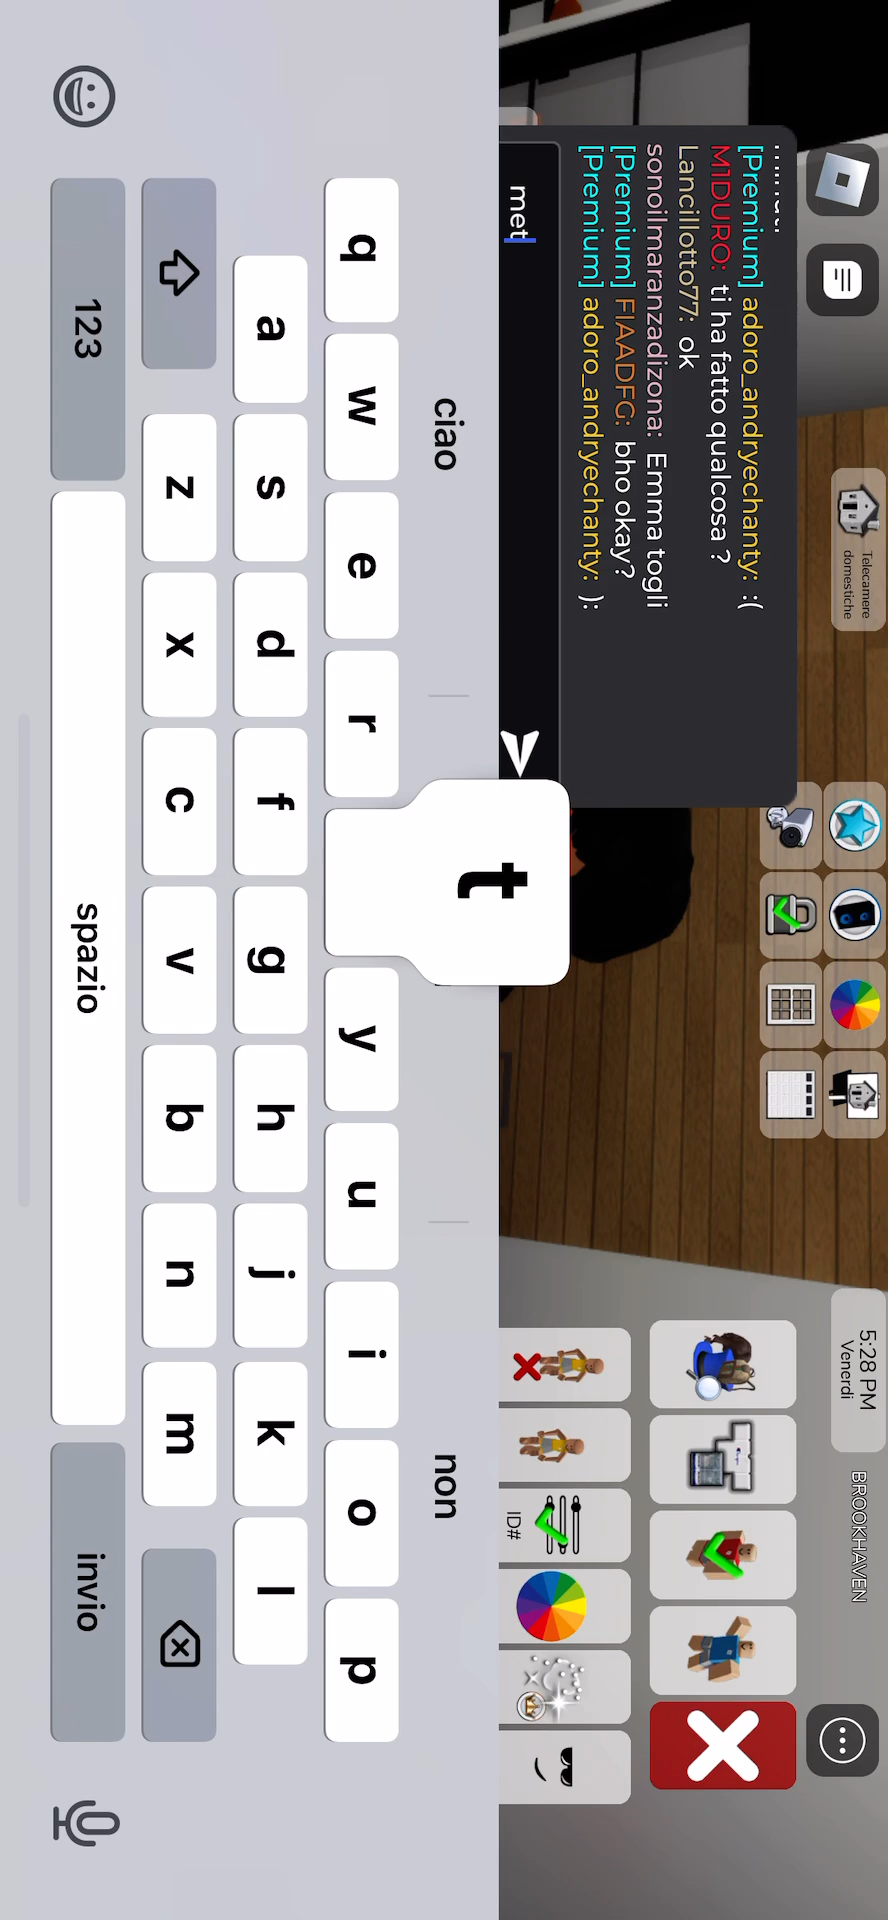 [Premium] adoro_andryechanty: :(
M1DURO: ti ha fatto qualcosa ?
Lancillotto77: ok
sonoilmaranzadizona: Emma togli
[Premium] FIAADFG: bho okay?
[Premium] adoro_andryechanty: ):
met
Telecamere
domestiche
5:28 PM
Venerdì
BROOKHAVEN
ID#
ciao
non
q w e r t y u i o p
a s d f g h j k l
z x c v b n m
123
spazio
invio